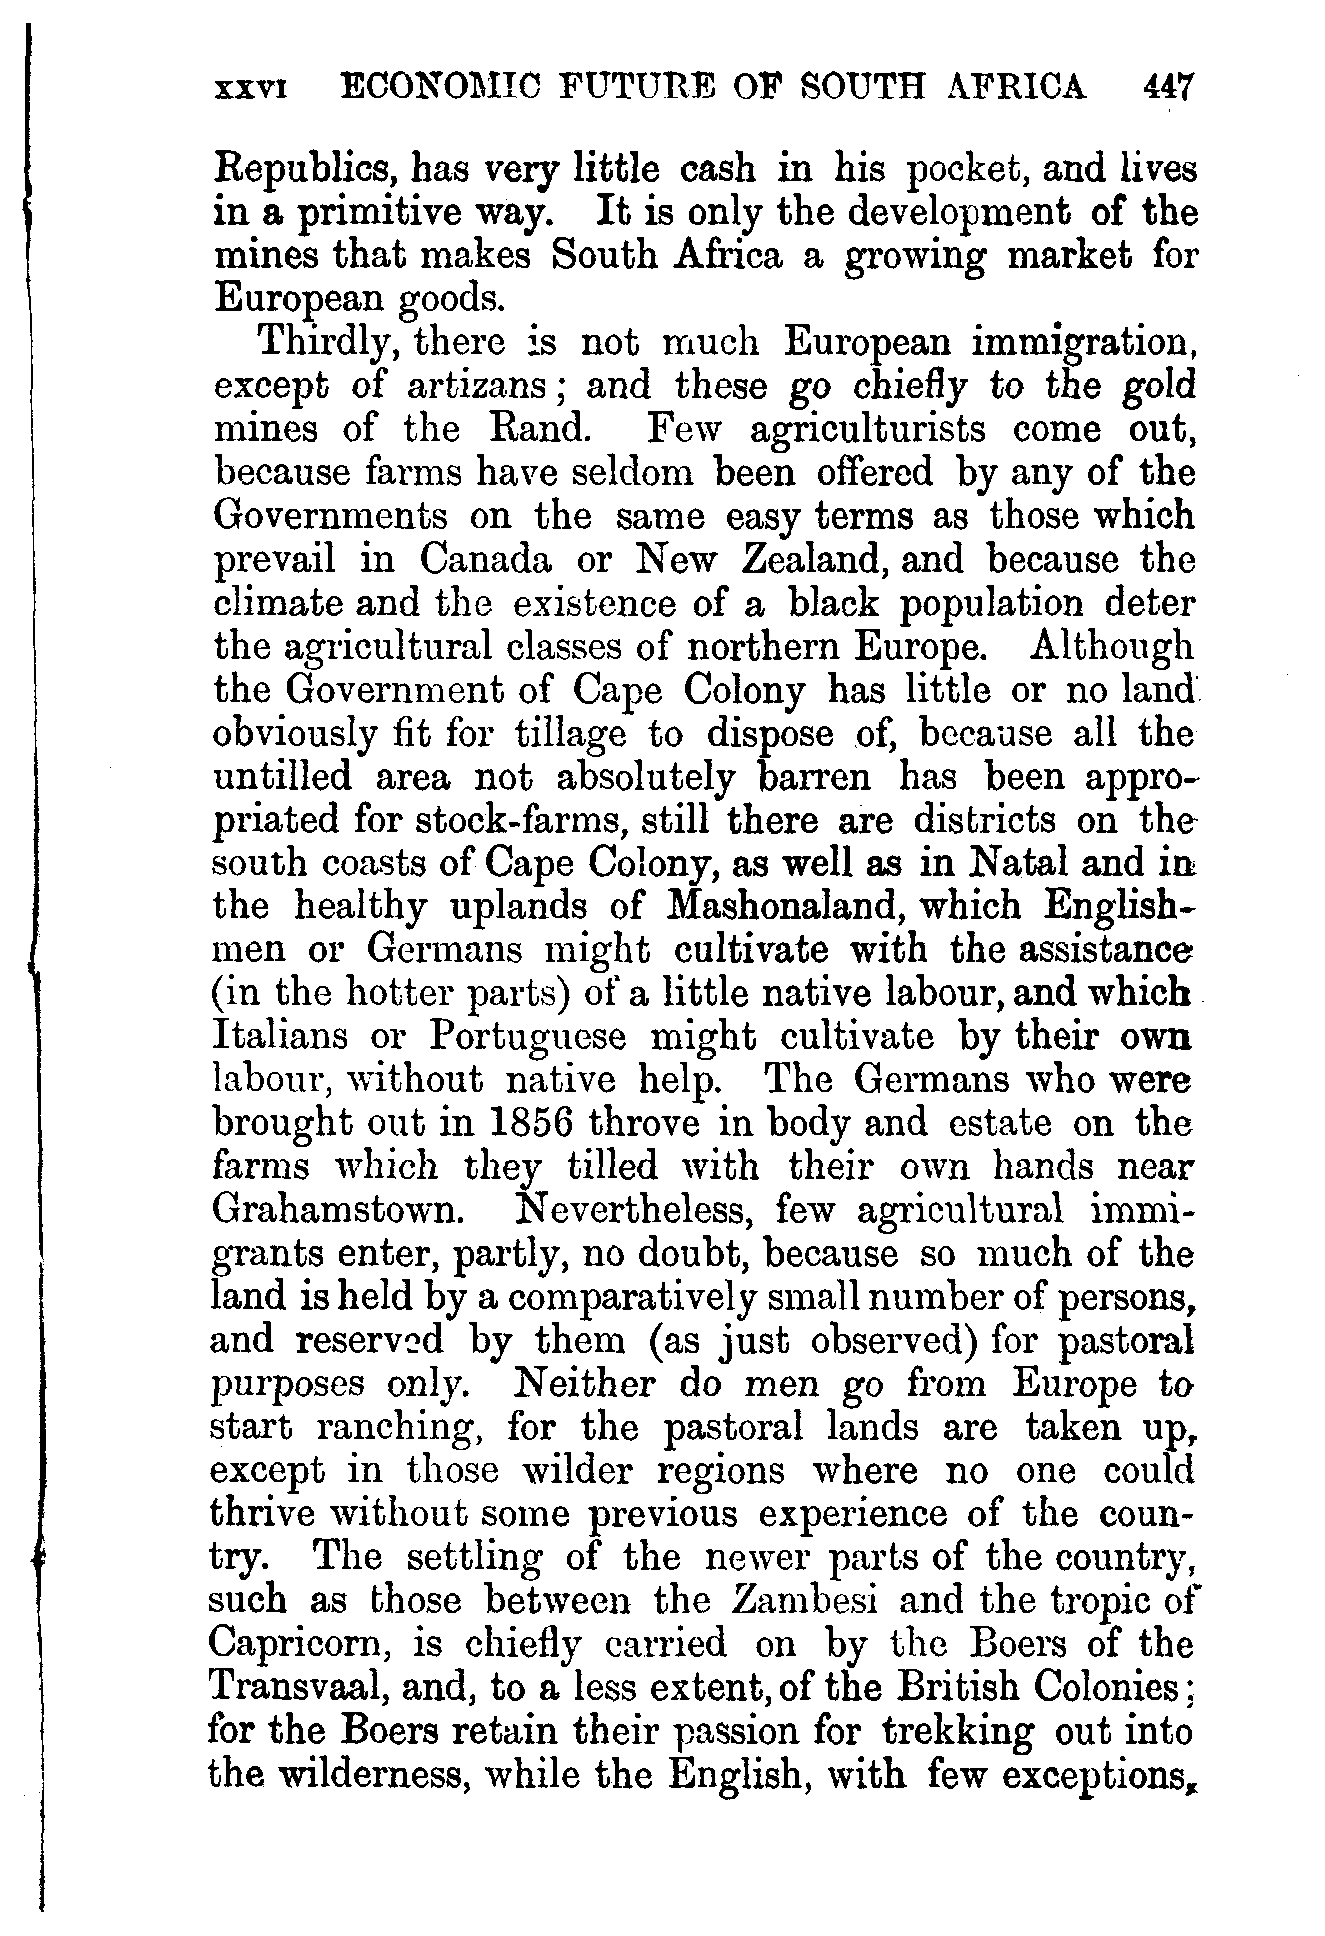 xxvi ECONOMIC FUTURE OF SOUTH AFRICA 447
Republics, has very little cash in his pocket, and lives
in a primitive way. It is only the development of the
mines that makes South Africa a growing market for
European goods.
Thirdly, there is not much European immigration,
except of artizans; and these go chiefly to the gold
mines of the Rand. Few agriculturists come out,
because farms have seldom been offered by any of the
Governments on the same easy terms as those which
prevail in Canada or New Zealand, and because the
climate and the existence of a black population deter
the agricultural classes of northern Europe. Although
the Government of Cape Colony has little or no land
obviously fit for tillage to dispose of, because all the
untilled area not absolutely barren has been appro-
priated for stock-farms, still there are districts on the
south coasts of Cape Colony, as well as in Natal and in
the healthy uplands of Mashonaland, which English-
men or Germans might cultivate with the assistance
(in the hotter parts) of a little native labour, and which
Italians or Portuguese might cultivate by their own
labour, without native help. The Germans who were
brought out in 1856 throve in body and estate on the
farms which they tilled with their own hands near
Grahamstown. Nevertheless, few agricultural immi-
grants enter, partly, no doubt, because so much of the
land is held by a comparatively small number of persons,
and reserved by them (as just observed) for pastoral
purposes only. Neither do men go from Europe to
start ranching, for the pastoral lands are taken up,
except in those wilder regions where no one could
thrive without some previous experience of the coun-
try. The settling of the newer parts of the country,
such as those between the Zambesi and the tropic of
Capricorn, is chiefly carried on by the Boers of the
Transvaal, and, to a less extent, of the British Colonies;
for the Boers retain their passion for trekking out into
the wilderness, while the English, with few exceptions,